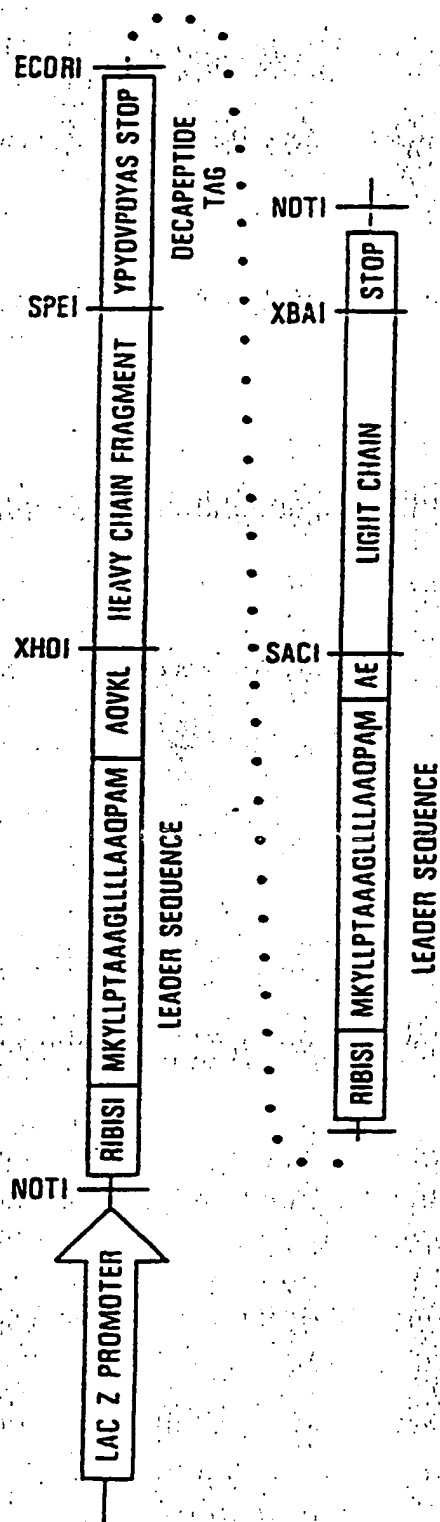 LAC Z PROMOTER
NOTI
RIBISI
MKYLLPTAAAGLLLLAAQPAM
LEADER SEQUENCE
AQVKL
XHOI
HEAVY CHAIN FRAGMENT
SPEI
YPYDVPDYAS STOP
DECAPEPTIDE
TAG
ECORI
RIBISI
MKYLLPTAAAGLLLLAAQPAM
LEADER SEQUENCE
AE
SACI
LIGHT CHAIN
XBAI
STOP
NOTI